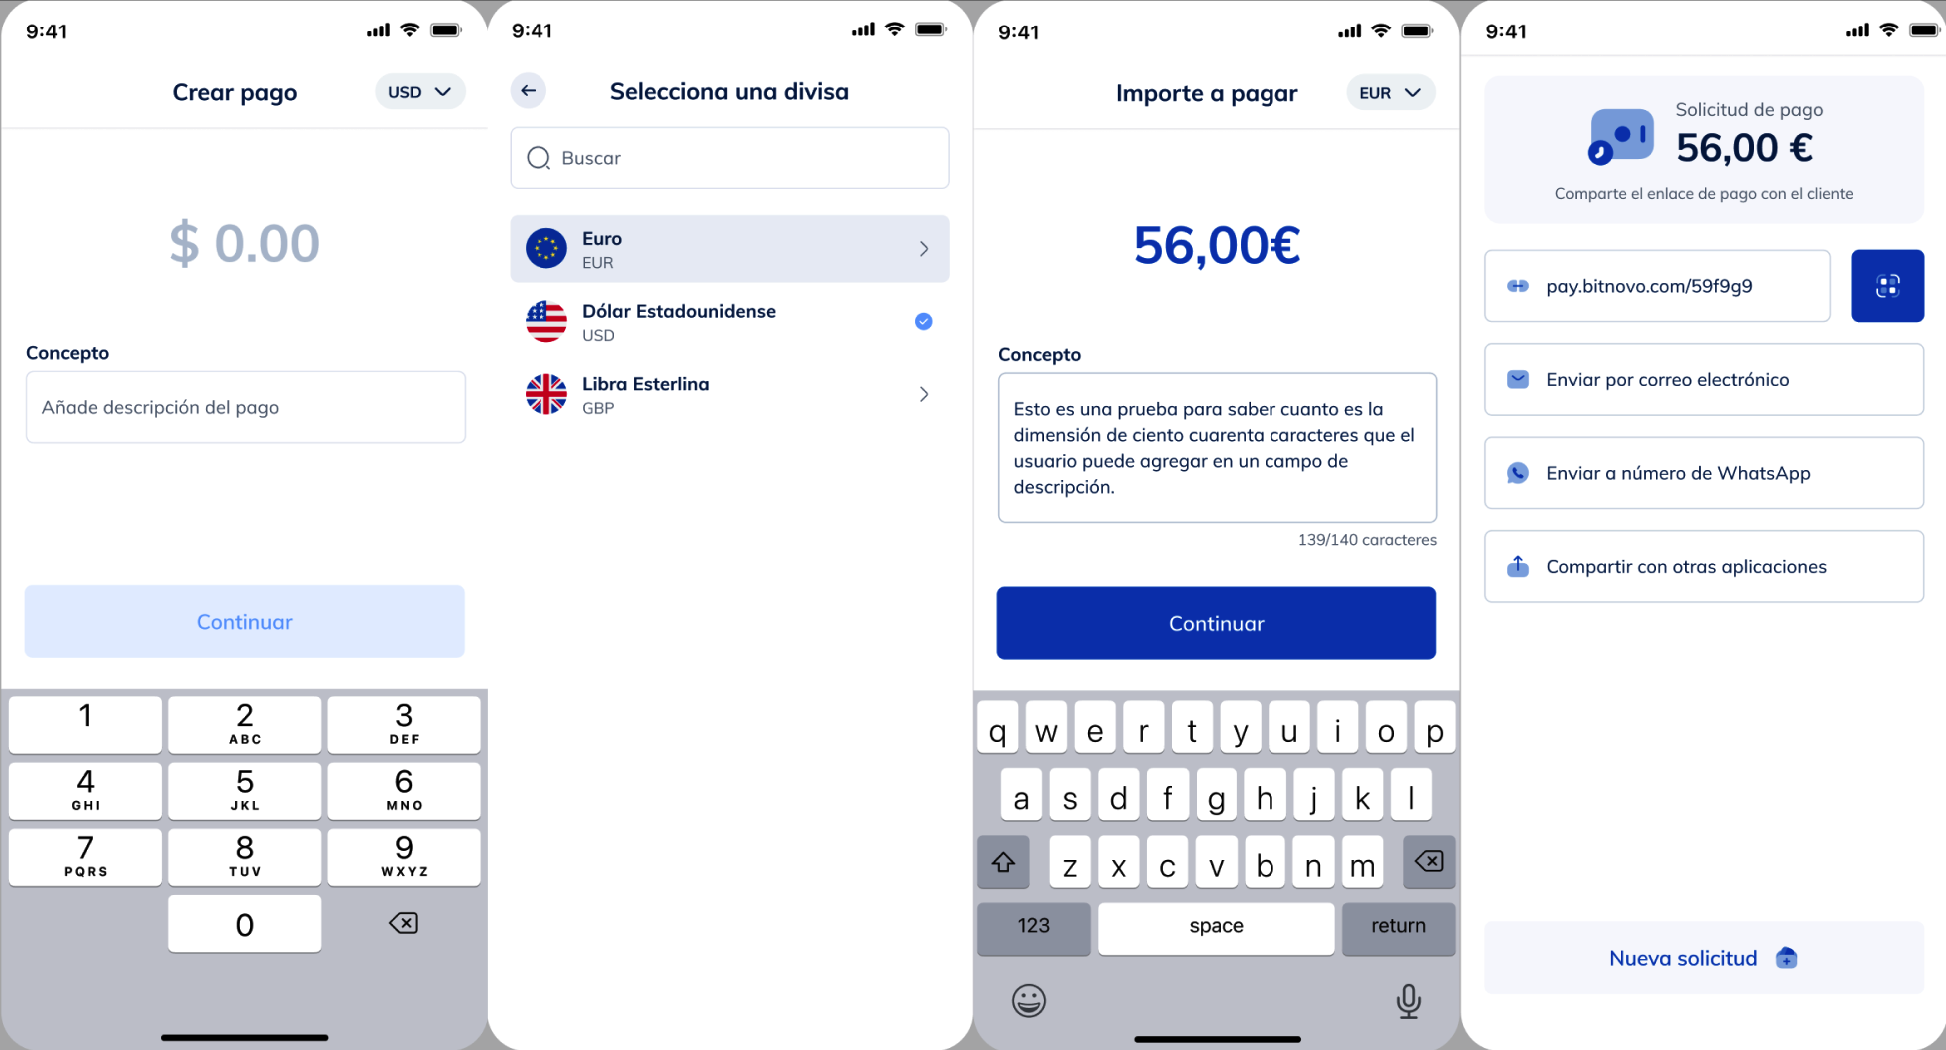 9:41
Crear pago
USD
$ 0.00
Concepto
Añade descripción del pago
Continuar
1
2
ABC
3
DEF
4
GHI
5
JKL
6
MNO
7
PQRS
8
TUV
9
WXYZ
0
9:41
Selecciona una divisa
Buscar
Euro
EUR
Dólar Estadounidense
USD
Libra Esterlina
GBP
9:41
Importe a pagar
EUR
56,00€
Concepto
Esto es una prueba para saber cuanto es la
dimensión de ciento cuarenta caracteres que el
usuario puede agregar en un campo de
descripción.
139/140 caracteres
Continuar
q w e r t y u i o p
a s d f g h j k l
z x c v b n m
123 space return
9:41
Solicitud de pago
56,00 €
Comparte el enlace de pago con el cliente
pay.bitnovo.com/59f9g9
Enviar por correo electrónico
Enviar a número de WhatsApp
Compartir con otras aplicaciones
Nueva solicitud